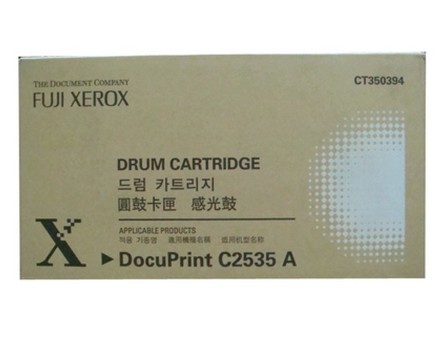 THE DOCUMENT COMPANY
FUJI XEROX
CT350394
DRUM CARTRIDGE
드럼 카트리지
圓鼓卡匣 感光鼓
APPLICABLE PRODUCTS
적용 기종명 適用機種名稱 适用机型名称
X
DocuPrint C2535 A